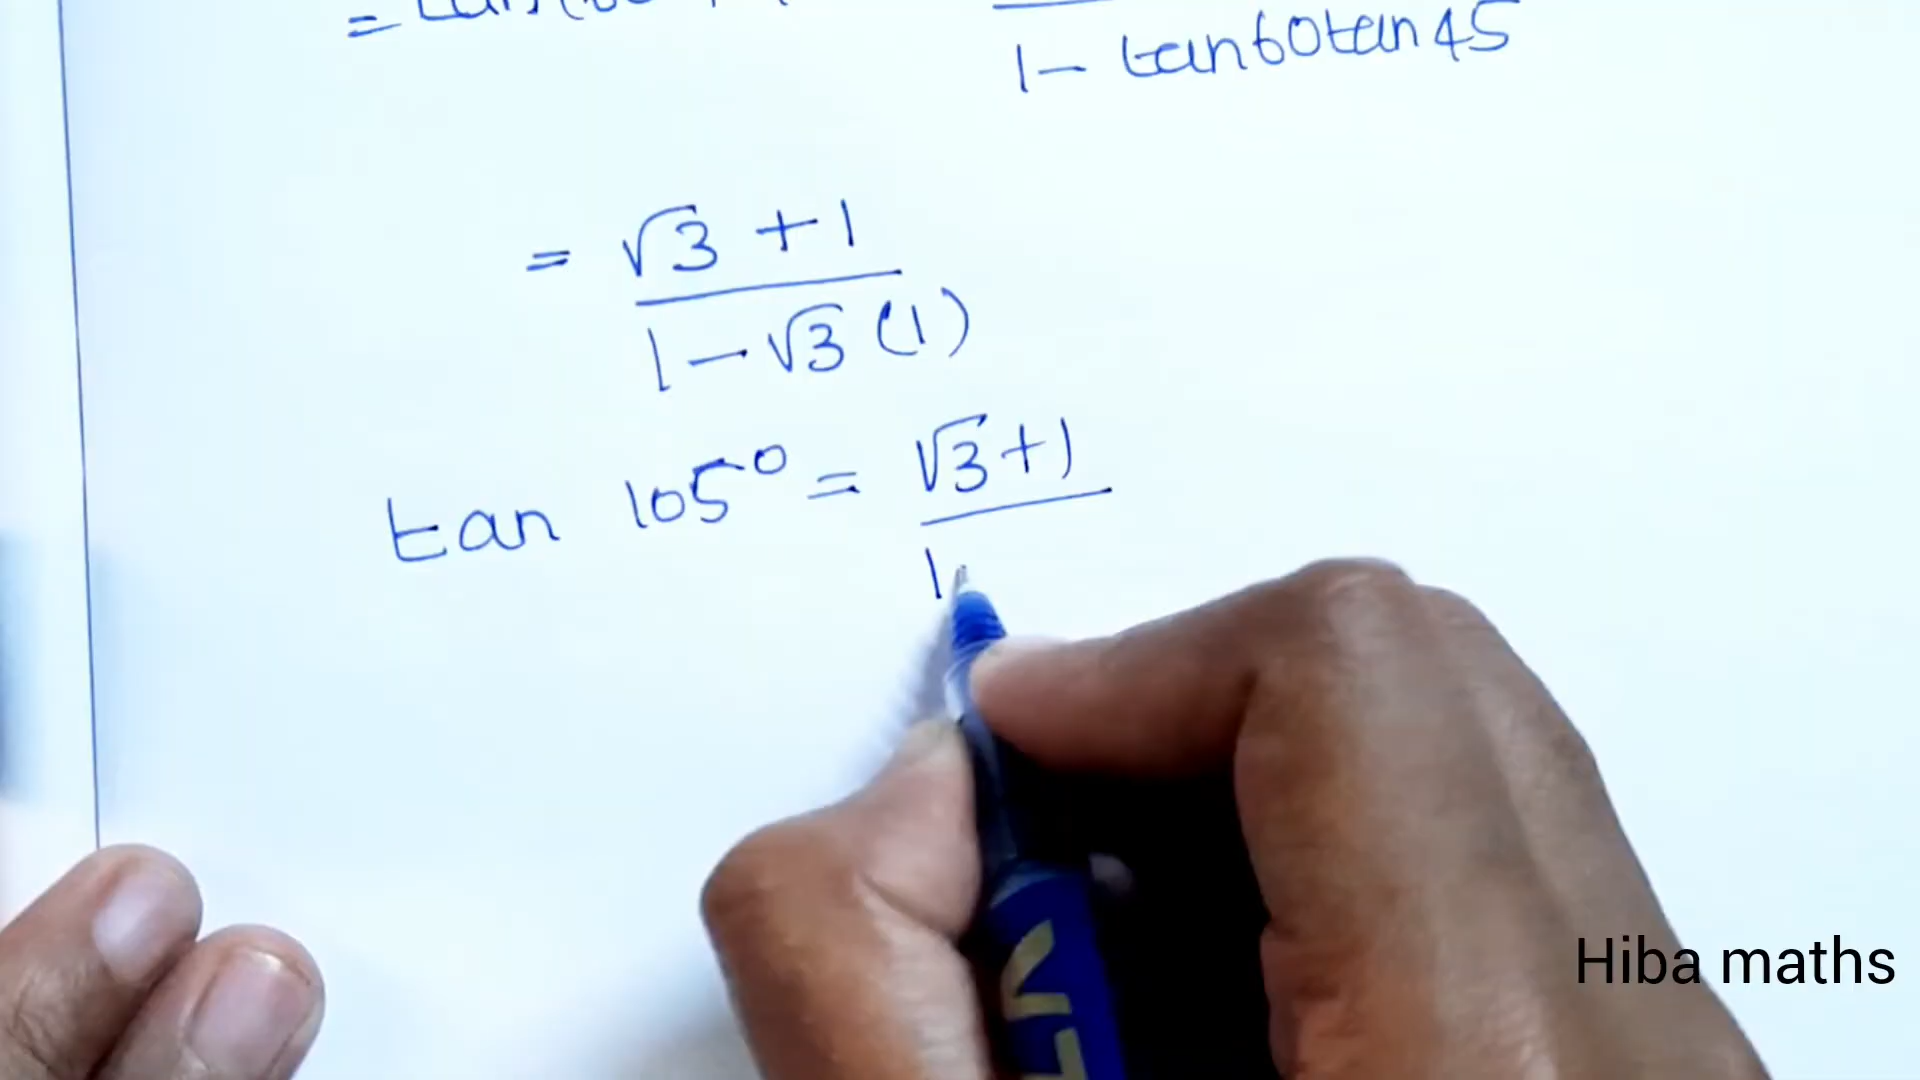 =
1 - tan60tan45
= √3 + 1
1 - √3 (1)
tan 105° = √3 + 1
1
Hiba maths